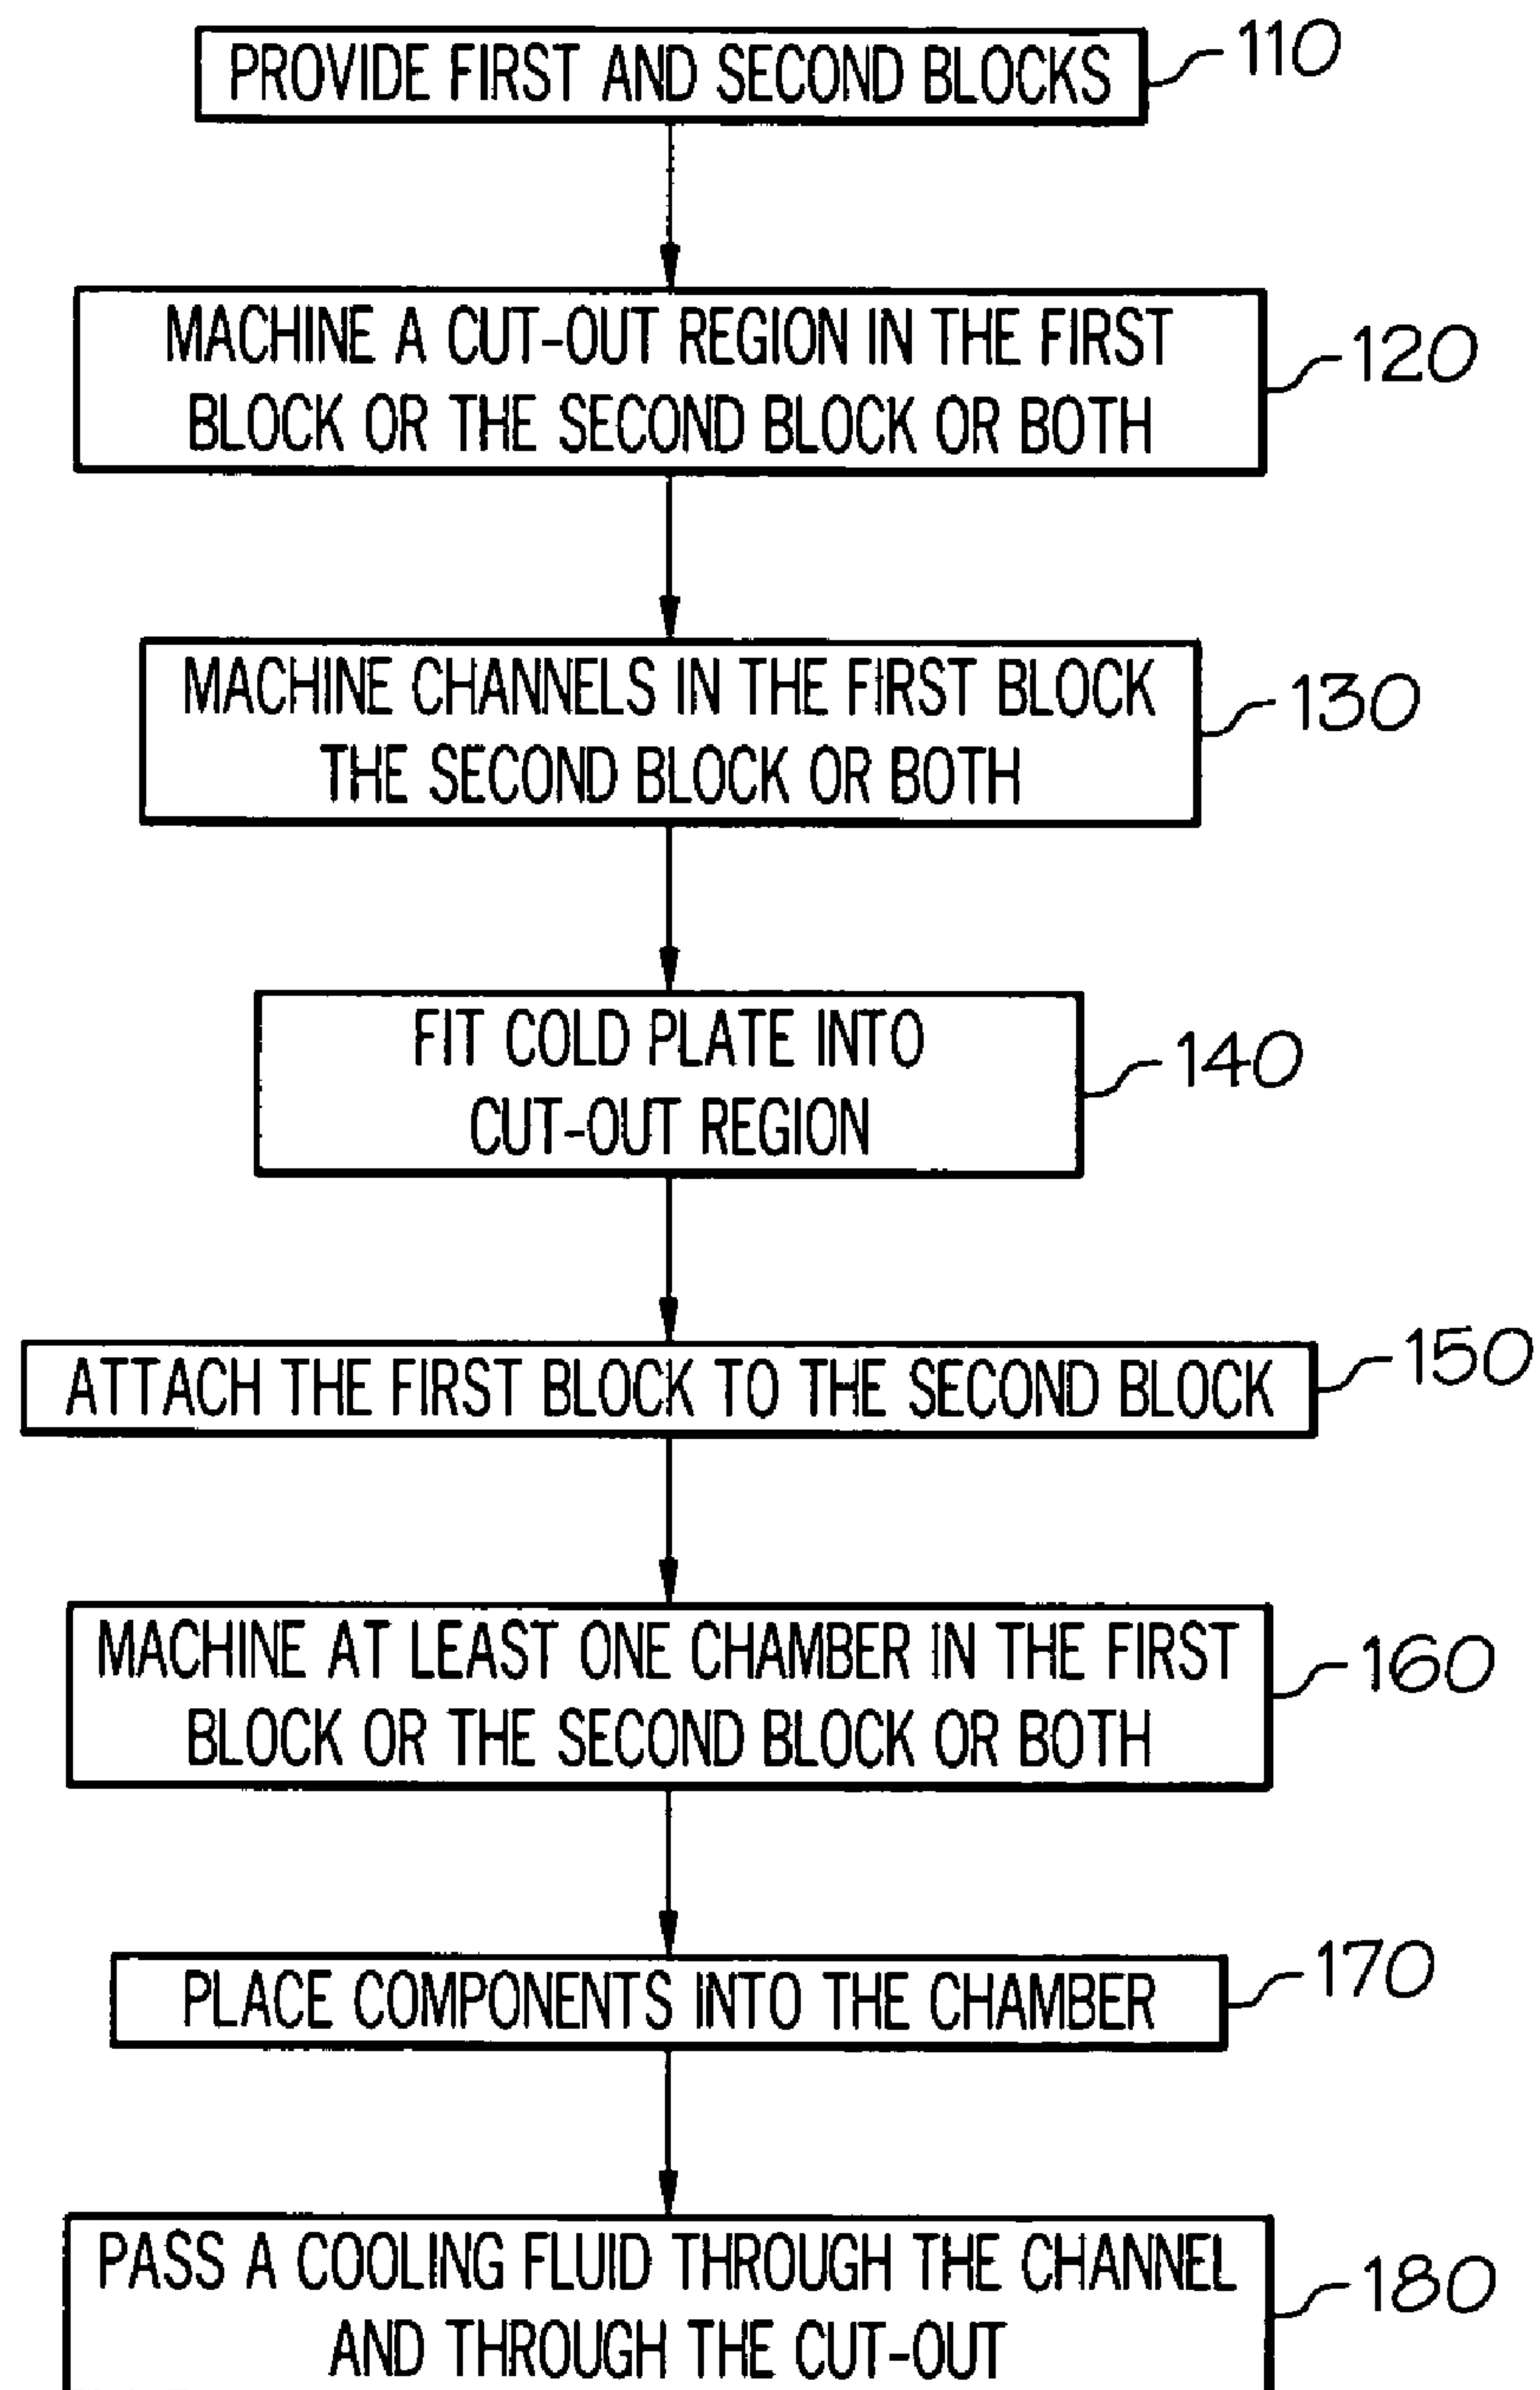 PROVIDE FIRST AND SECOND BLOCKS
110
MACHINE A CUT-OUT REGION IN THE FIRST
BLOCK OR THE SECOND BLOCK OR BOTH
120
MACHINE CHANNELS IN THE FIRST BLOCK
THE SECOND BLOCK OR BOTH
130
FIT COLD PLATE INTO
CUT-OUT REGION
140
ATTACH THE FIRST BLOCK TO THE SECOND BLOCK
150
MACHINE AT LEAST ONE CHAMBER IN THE FIRST
BLOCK OR THE SECOND BLOCK OR BOTH
160
PLACE COMPONENTS INTO THE CHAMBER
170
PASS A COOLING FLUID THROUGH THE CHANNEL
AND THROUGH THE CUT-OUT
180